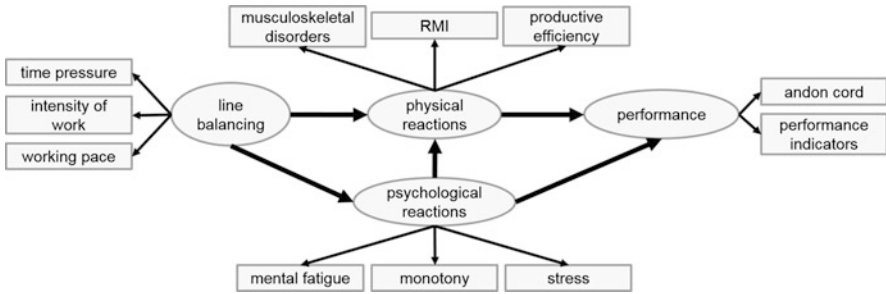 musculoskeletal
disorders
RMI
productive
efficiency
time pressure
intensity of
work
working pace
line
balancing
physical
reactions
performance
andon cord
performance
indicators
psychological
reactions
mental fatigue
monotony
stress